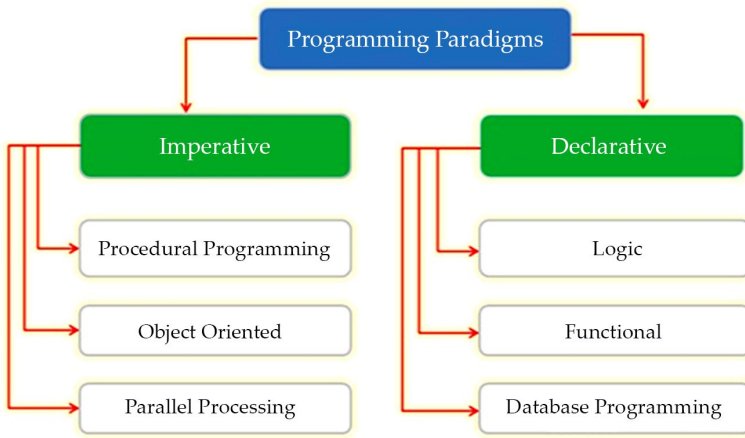 Programming Paradigms
Imperative
Procedural Programming
Object Oriented
Parallel Processing
Declarative
Logic
Functional
Database Programming